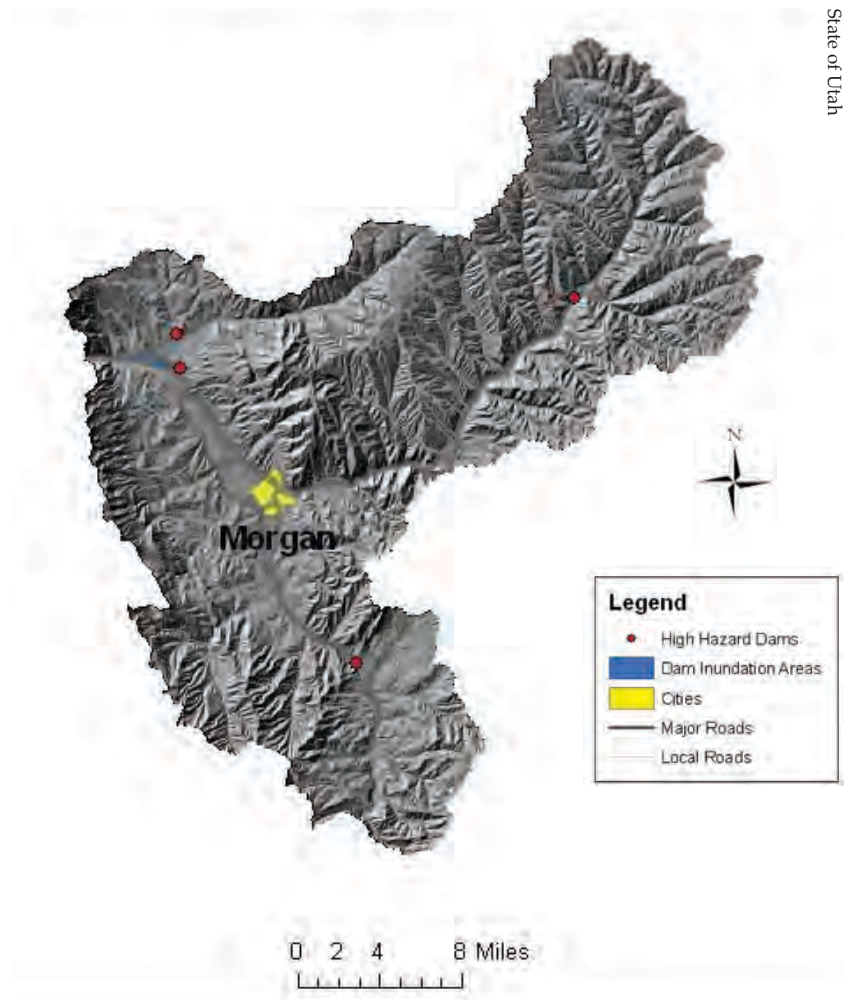 State of Utah
N
Morgan
Legend
High Hazard Dams
Dam Inundation Areas
Cities
Major Roads
Local Roads
0 2 4 8 Miles